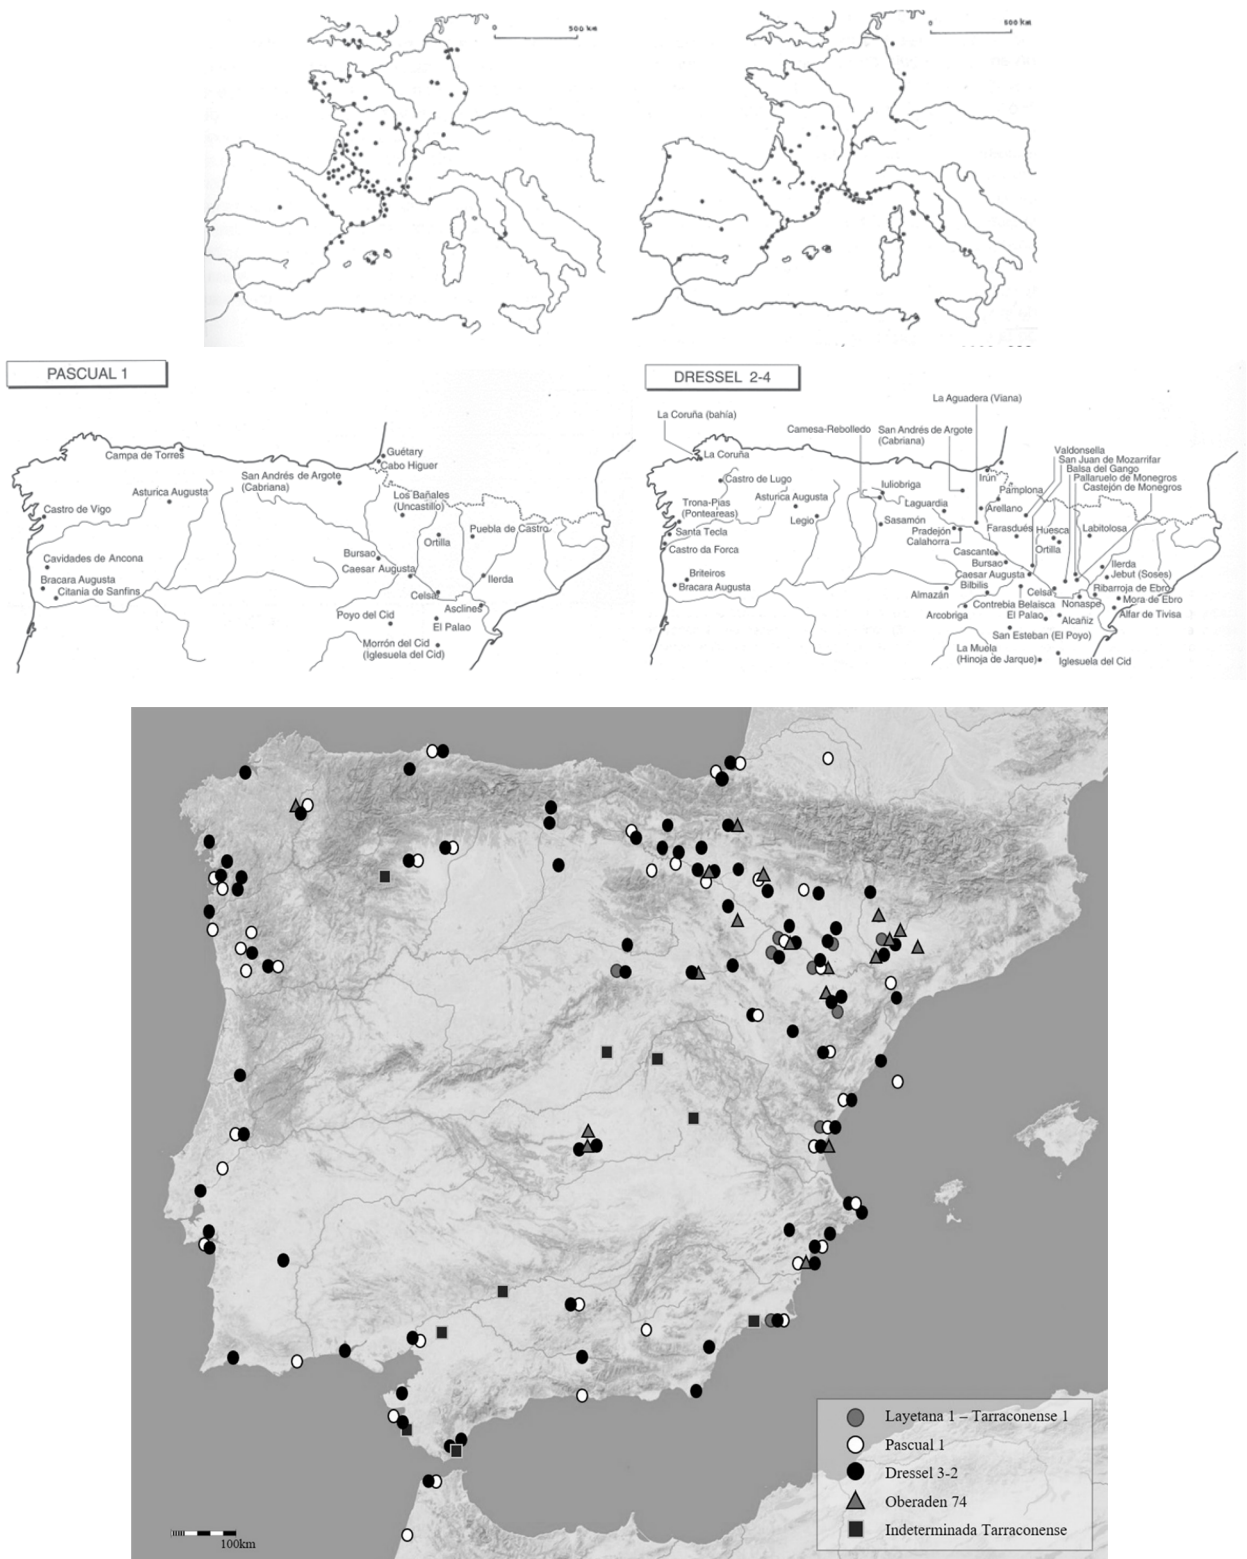 500 km
500 km
PASCUAL 1
Campa de Torres
Guétary
Cabo Higuer
San Andrés de Argote
(Cabriana)
Asturica Augusta
Los Bañales
(Uncastillo)
Castro de Vigo
Puebla de Castro
Ortilla
Cavidades de Ancona
Bursao
Caesar Augusta
Ilerda
Bracara Augusta
Citania de Sanfins
Celsa
Asclines
Poyo del Cid
El Palao
Morrón del Cid
(Iglesuela del Cid)
DRESSEL 2-4
La Aguadera (Viana)
La Coruña (bahía)
Camesa-Rebolledo
San Andrés de Argote
(Cabriana)
La Coruña
Valdonsella
San Juan de Mozarrifar
Balsa del Gango
Pallaruelo de Monegros
Castejón de Monegros
Castro de Lugo
Iuliobriga
Irún
Pamplona
Trona-Pias
(Ponteareas)
Asturica Augusta
Laguardia
Arellano
Legio
Sasamón
Santa Tecla
Pradejón
Calahorra
Farasdués
Huesca
Labitolosa
Castro da Forca
Ortilla
Cascante
Bursao
Ilerda
Jebut (Soses)
Briteiros
Bracara Augusta
Caesar Augusta
Bilbilis
Almazán
Celsa
Ribarroja de Ebro
Nonaspe
Mora de Ebro
Contrebia Belaisca
Arcobriga
El Palao
Alcañiz
Alfar de Tivisa
San Esteban (El Poyo)
La Muela
(Hinoja de Jarque)
Iglesuela del Cid
Layetana 1 – Tarraconense 1
Pascual 1
Dressel 3-2
Oberaden 74
Indeterminada Tarraconense
100km